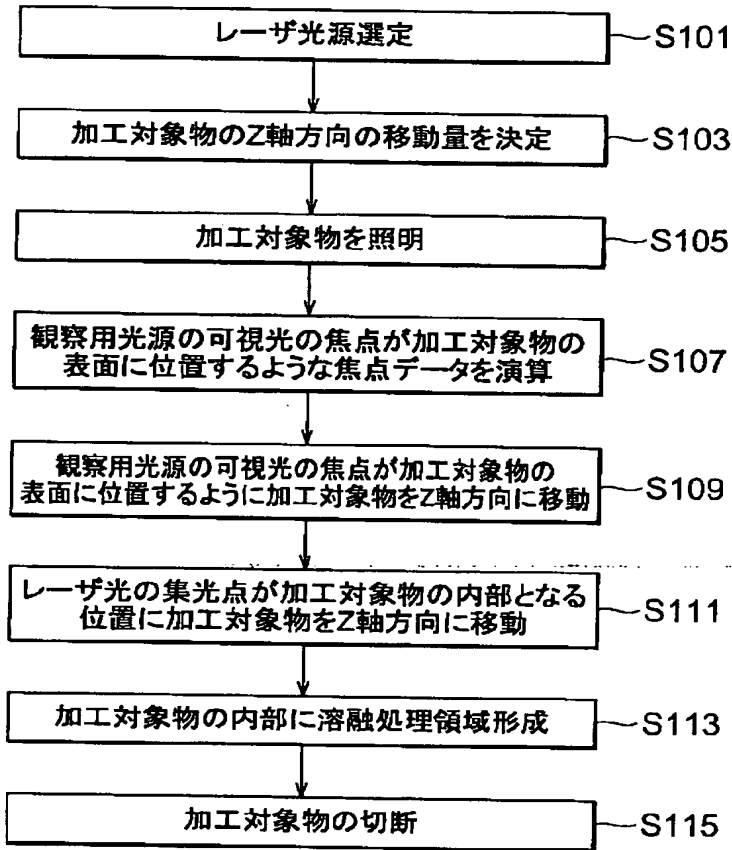 レーザ光源選定
S101
加工対象物のZ軸方向の移動量を決定
S103
加工対象物を照明
S105
観察用光源の可視光の焦点が加工対象物の
表面に位置するような焦点データを演算
S107
観察用光源の可視光の焦点が加工対象物の
表面に位置するように加工対象物をZ軸方向に移動
S109
レーザ光の集光点が加工対象物の内部となる
位置に加工対象物をZ軸方向に移動
S111
加工対象物の内部に溶融処理領域形成
S113
加工対象物の切断
S115